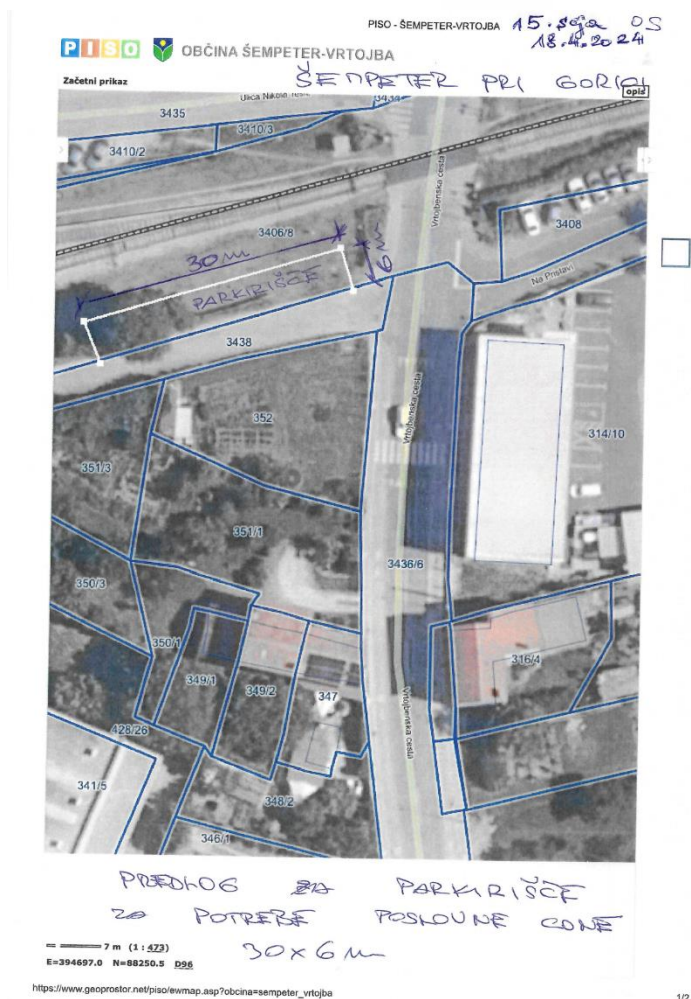 PISO - ŠEMPETER-VRTOJBA
15. seja OS
18.4.2024
PISO OBČINA ŠEMPETER-VRTOJBA
Začetni prikaz
ŠEMPETER PRI GORICI
opis
3435
3410/3
3410/2
Vrtojbenska cesta
3406/8
3408
30 m
6 m
PARKIRIŠČE
Na Pristavi
3438
352
Vrtojbenska cesta
314/10
351/3
351/1
3436/6
350/3
350/1
349/1
349/2
347
316/4
Vrtojbenska cesta
428/26
341/5
348/2
346/1
PREDLOG ZA PARKIRIŠČE
ZA POTREBE POSLOVNE CONE
30 x 6 m
7 m (1 : 473)
E=394697.0 N=88250.5 D96
https://www.geoprostor.net/piso/ewmap.asp?obcina=sempeter_vrtojba
1/2